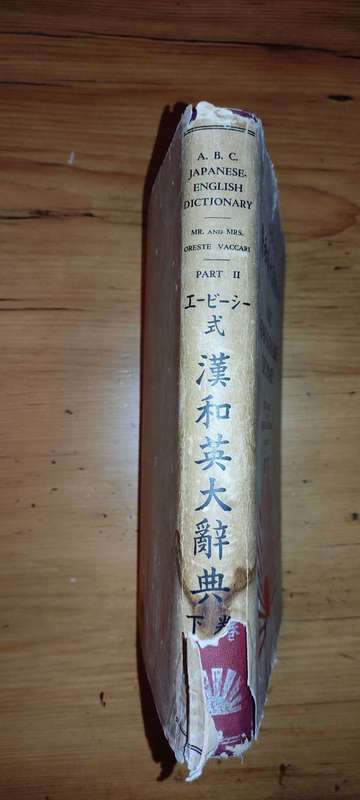 A. B. C.
JAPANESE-
ENGLISH
DICTIONARY
MR. AND MRS.
ORESTE VACCARI
PART II
エービーシー
式
漢和英大辭典
下巻